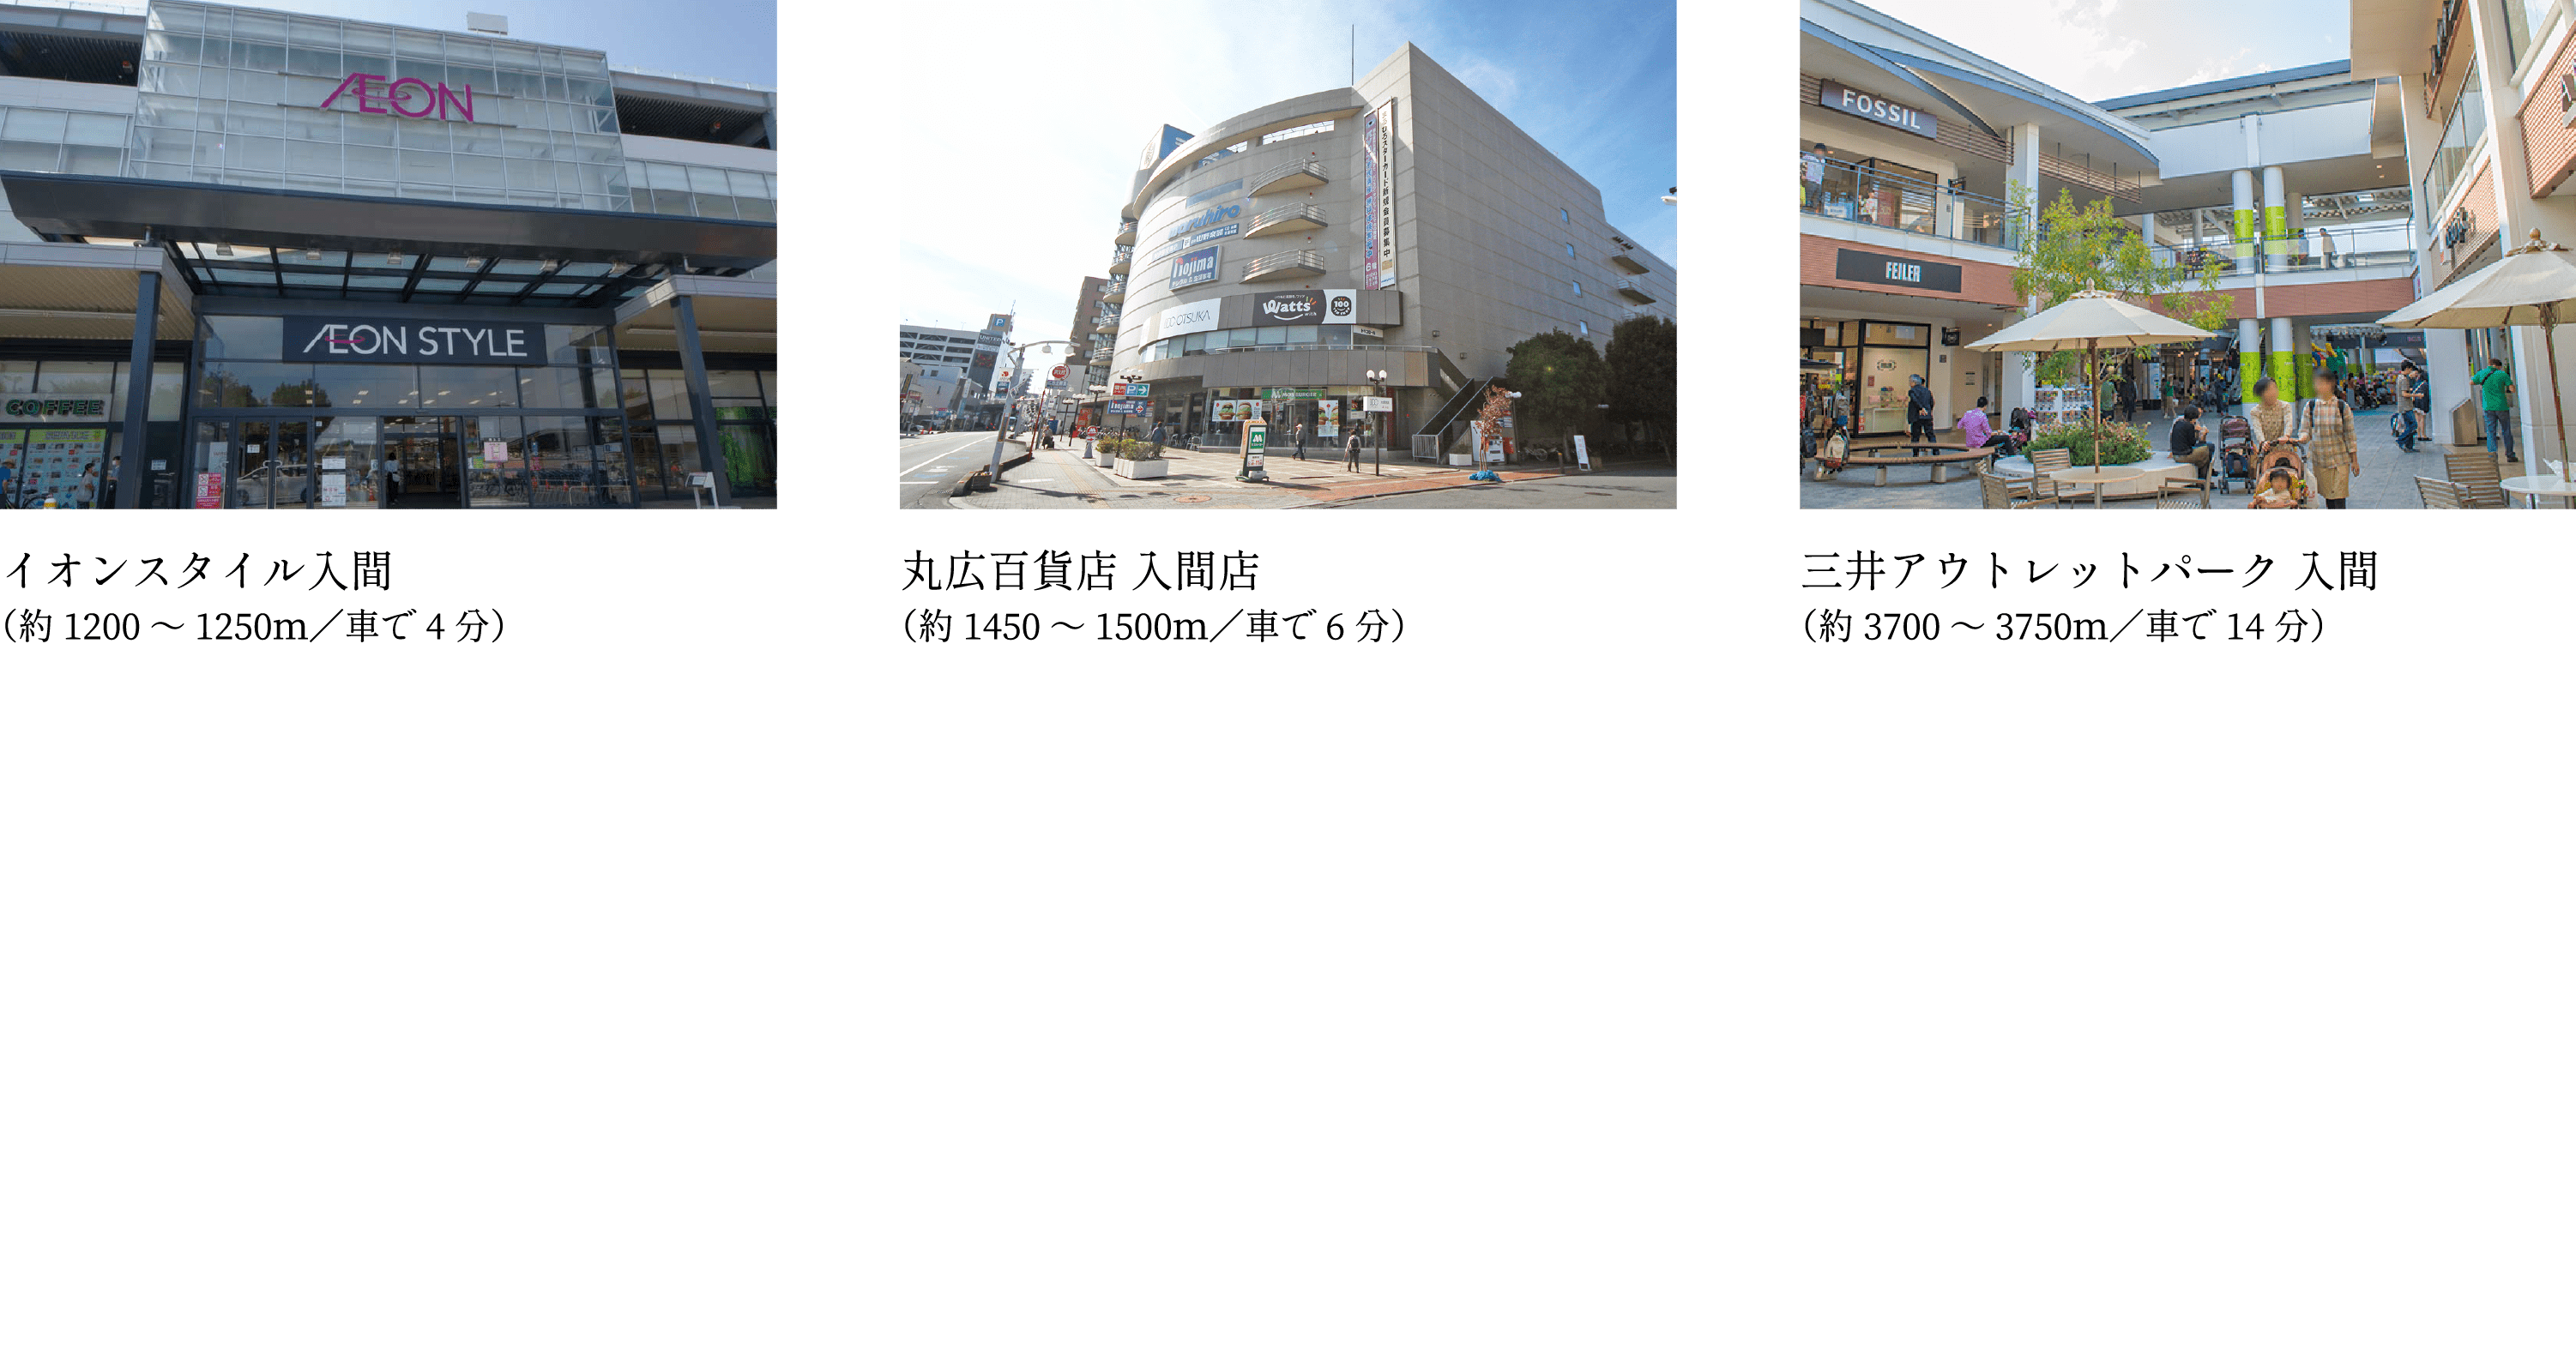 ÆON
ÆON STYLE
COFFEE
イオンスタイル入間
（約 1200 ～ 1250m／車で 4 分）
maruhiro
nojima
Watts
100
OTSUKA
P
丸広百貨店 入間店
（約 1450 ～ 1500m／車で 6 分）
FOSSIL
FEILER
三井アウトレットパーク 入間
（約 3700 ～ 3750m／車で 14 分）